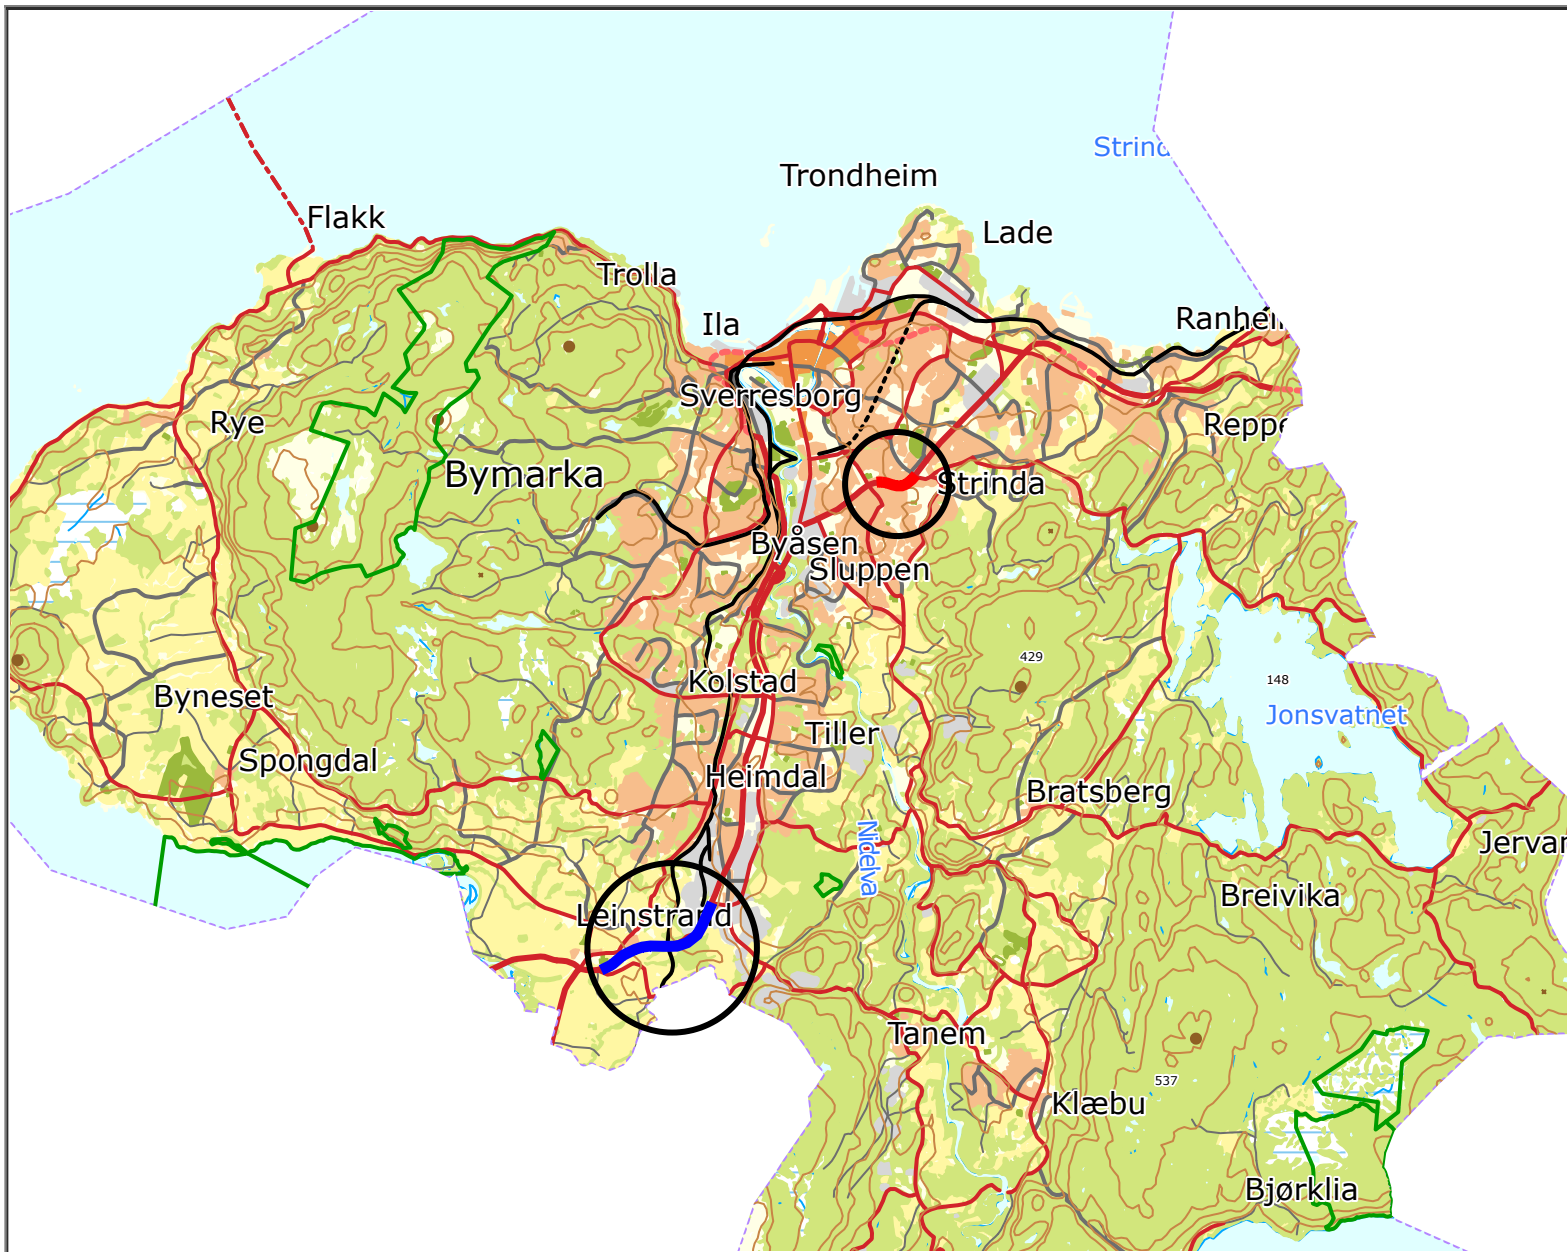 Strind
Trondheim
Flakk
Lade
Trolla
Ila
Ranhei
Sverresborg
Rye
Reppe
Bymarka
Strinda
Byåsen
Sluppen
429
148
Kolstad
Byneset
Jonsvatnet
Tiller
Spongdal
Heimdal
Bratsberg
Jervan
Nidelva
Breivika
Leinstrand
Tanem
537
Klæbu
Bjørklia